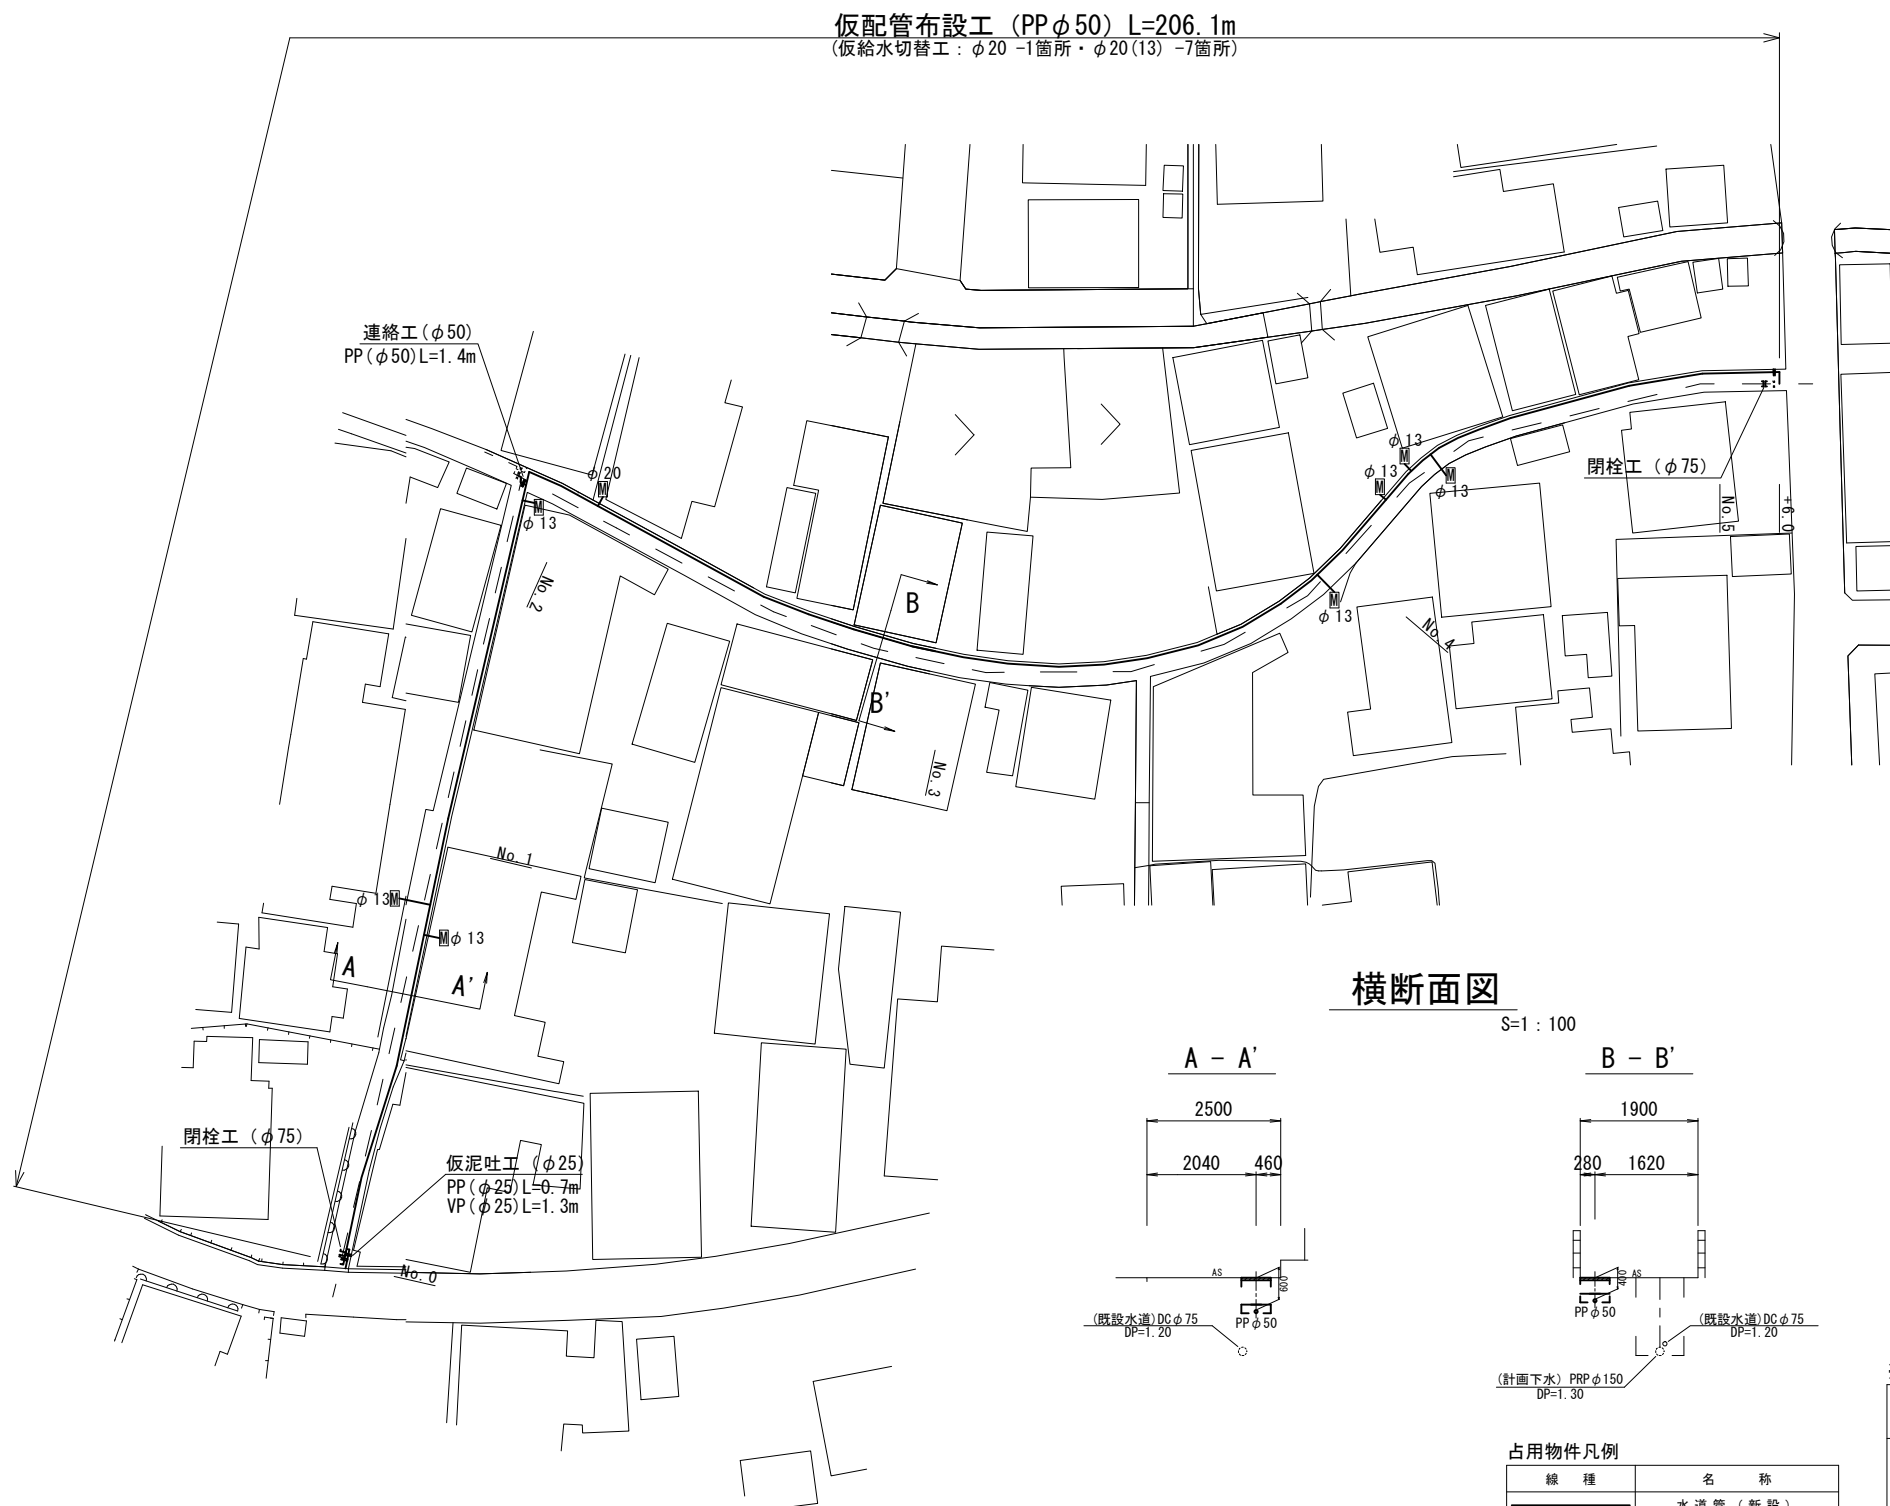 仮配管布設工 (PPφ50) L=206.1m
(仮給水切替工：φ20 -1箇所・φ20(13) -7箇所)
連絡工(φ50)
PP(φ50)L=1.4m
φ20
M
M
φ13
No.2
φ13
M
φ13
M
M
φ13
M
φ13
閉栓工 (φ75)
No.5
+6.0
No.4
B
B'
No.3
No.1
φ13M
Mφ13
A
A'
閉栓工 (φ75)
仮泥吐工 (φ25)
PP(φ25)L=0.7m
VP(φ25)L=1.3m
No.0
横断面図
S=1：100
A － A'
2500
2040
460
AS
600
PPφ50
(既設水道)DCφ75
DP=1.20
B － B'
1900
280
1620
AS
400
PPφ50
(既設水道)DCφ75
DP=1.20
(計画下水) PRPφ150
DP=1.30
占用物件凡例
線 種
名 称
水道管(新設)